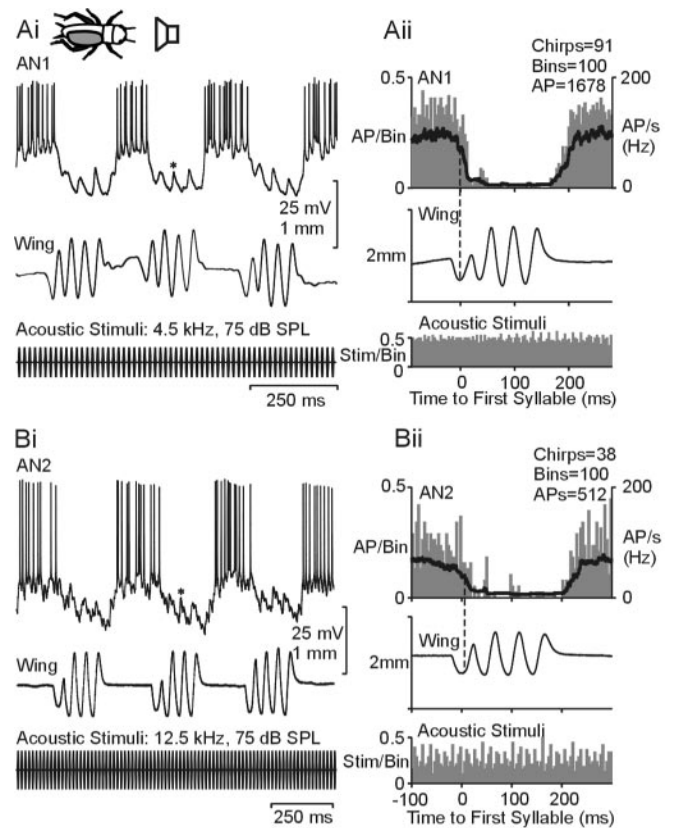 Ai
AN1
*
25 mV
1 mm
Wing
Acoustic Stimuli: 4.5 kHz, 75 dB SPL
250 ms
Aii
Chirps=91
Bins=100
AP=1678
0.5
AN1
200
AP/Bin
AP/s
(Hz)
0
0
Wing
2mm
Acoustic Stimuli
0.5
Stim/Bin
0
0
100
200
Time to First Syllable (ms)
Bi
AN2
*
25 mV
1 mm
Wing
Acoustic Stimuli: 12.5 kHz, 75 dB SPL
250 ms
Bii
Chirps=38
Bins=100
APs=512
0.5
AN2
200
AP/Bin
AP/s
(Hz)
0
0
Wing
2mm
Acoustic Stimuli
0.5
Stim/Bin
0
-100
0
100
200
Time to First Syllable (ms)